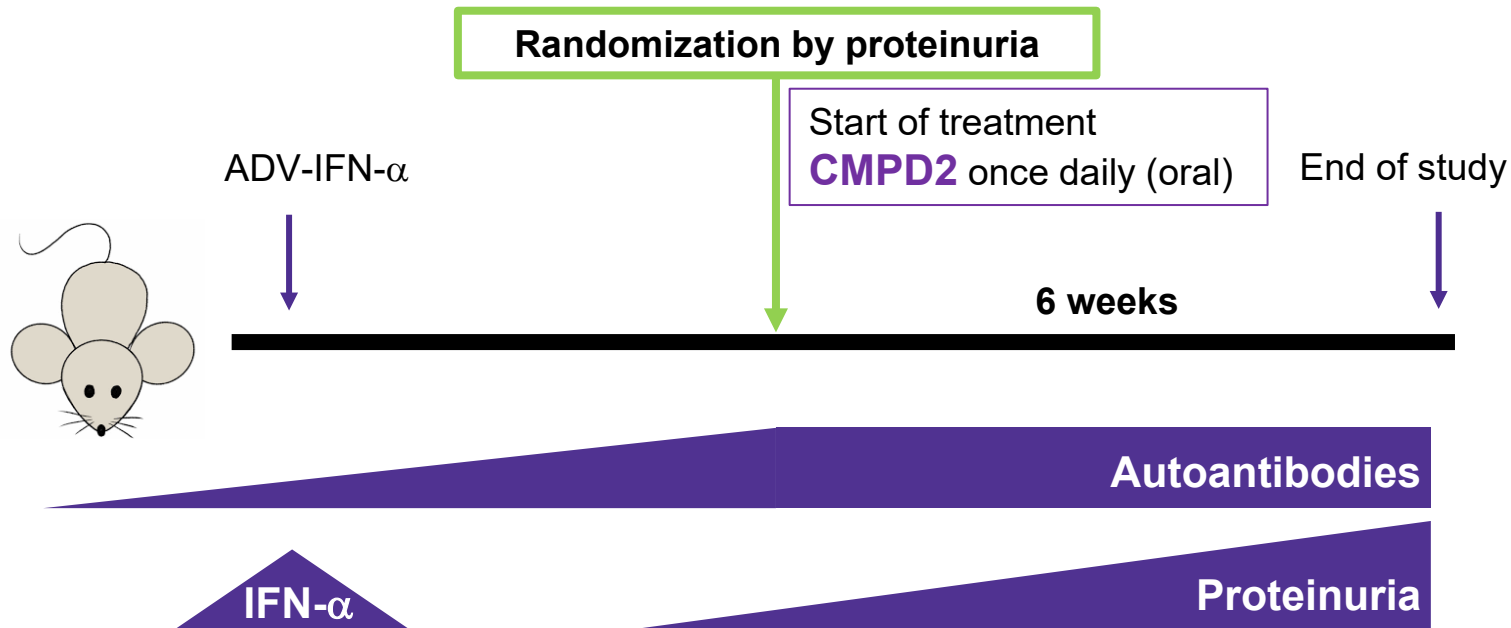 Randomization by proteinuria
Start of treatment
CMPD2 once daily (oral)
ADV-IFN-α
End of study
6 weeks
Autoantibodies
IFN-α
Proteinuria